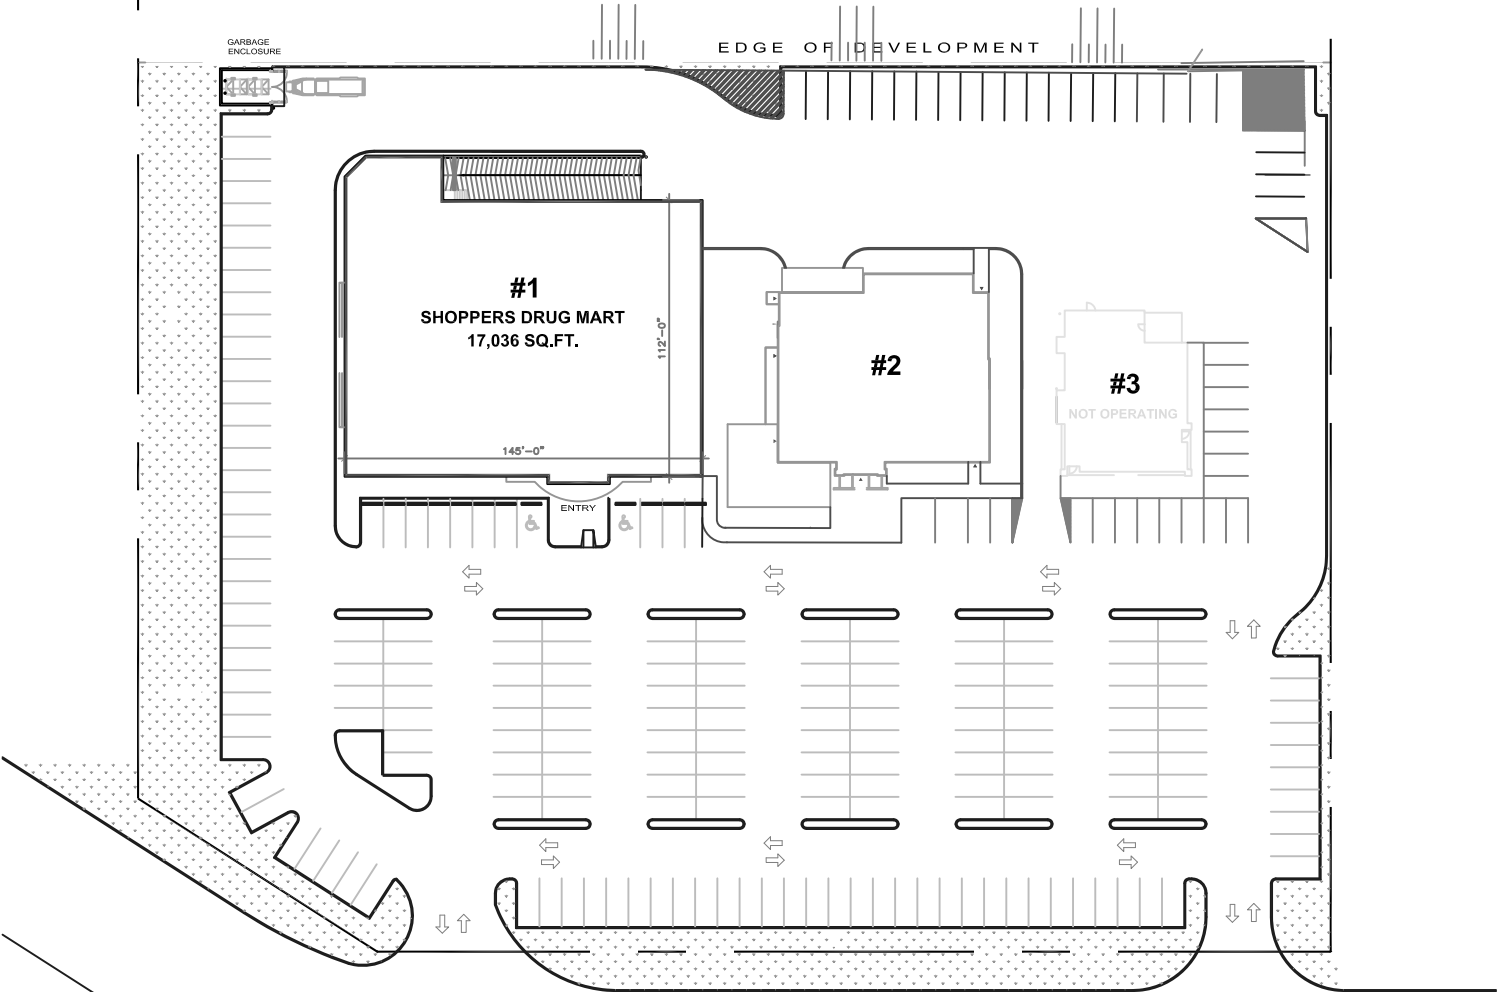 GARBAGE
ENCLOSURE
EDGE OF DEVELOPMENT
#1
SHOPPERS DRUG MART
17,036 SQ.FT.
112'-0"
145'-0"
ENTRY
#2
#3
NOT OPERATING